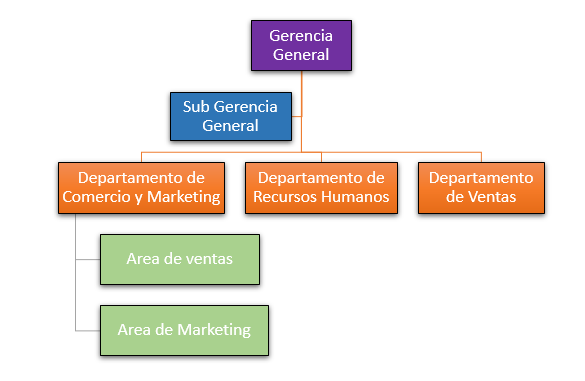 Gerencia
General
Sub Gerencia
General
Departamento de
Comercio y Marketing
Departamento de
Recursos Humanos
Departamento
de Ventas
Area de ventas
Area de Marketing